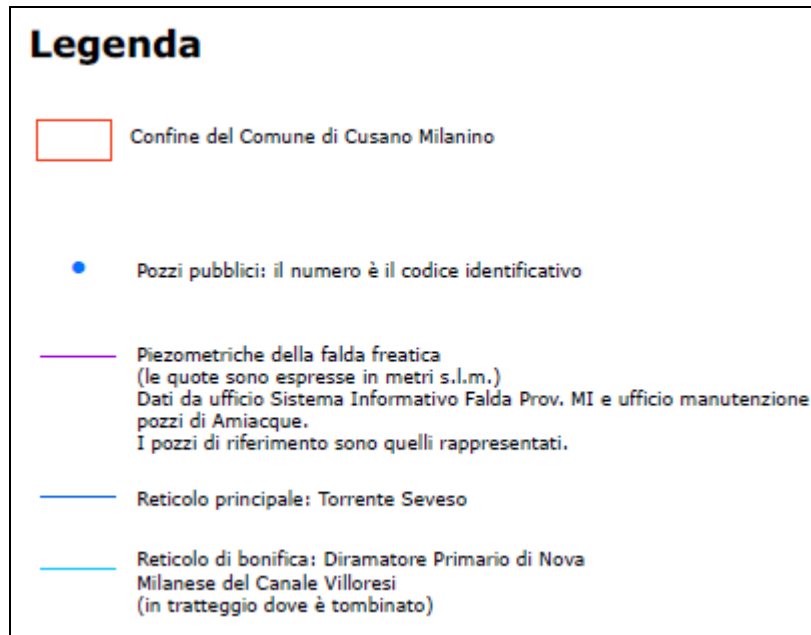 Legenda
Confine del Comune di Cusano Milanino
Pozzi pubblici: il numero è il codice identificativo
Piezometriche della falda freatica
(le quote sono espresse in metri s.l.m.)
Dati da ufficio Sistema Informativo Falda Prov. MI e ufficio manutenzione
pozzi di Amiacque.
I pozzi di riferimento sono quelli rappresentati.
Reticolo principale: Torrente Seveso
Reticolo di bonifica: Diramatore Primario di Nova
Milanese del Canale Villoresi
(in tratteggio dove è tombinato)